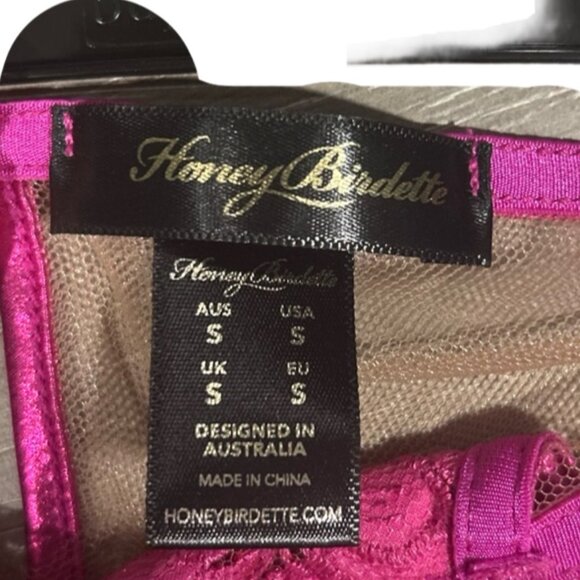 Honey Birdette
Honey Birdette
AUS USA
S S
UK EU
S S
DESIGNED IN
AUSTRALIA
MADE IN CHINA
HONEYBIRDETTE.COM